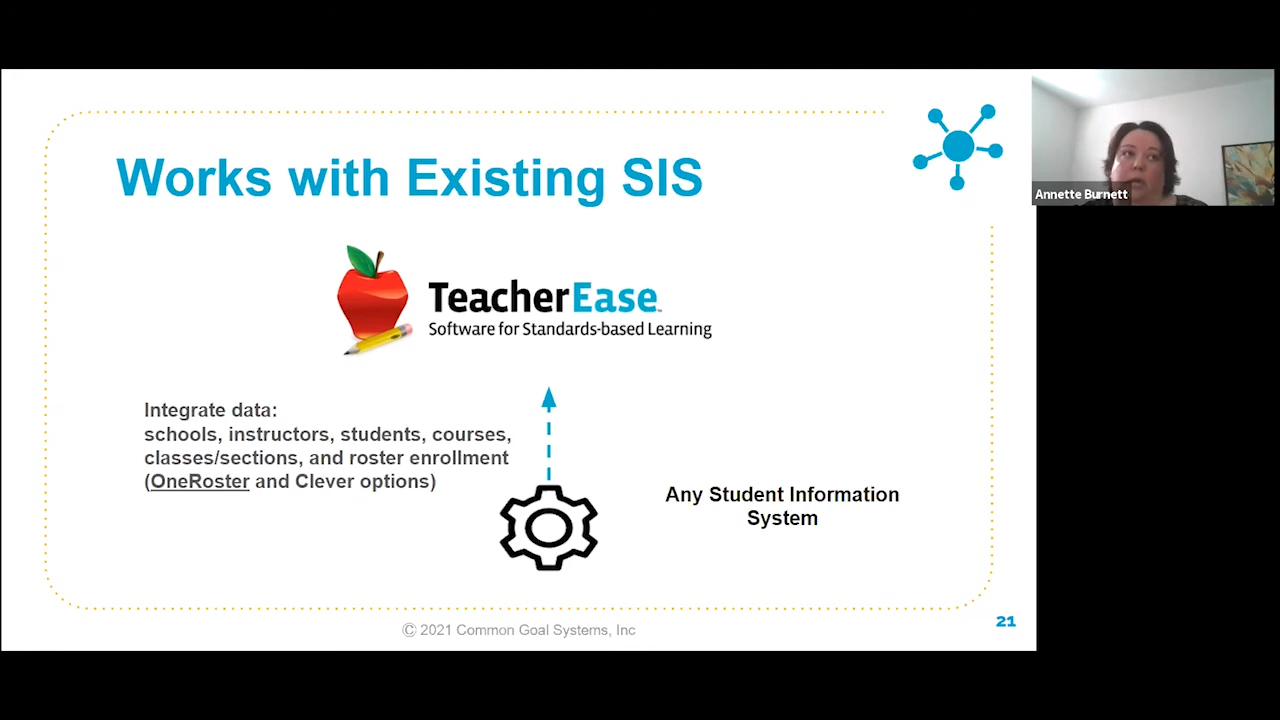 Works with Existing SIS
TeacherEase™
Software for Standards-based Learning
Integrate data:
schools, instructors, students, courses,
classes/sections, and roster enrollment
(OneRoster and Clever options)
Any Student Information
System
Ⓒ 2021 Common Goal Systems, Inc
21
Annette Burnett